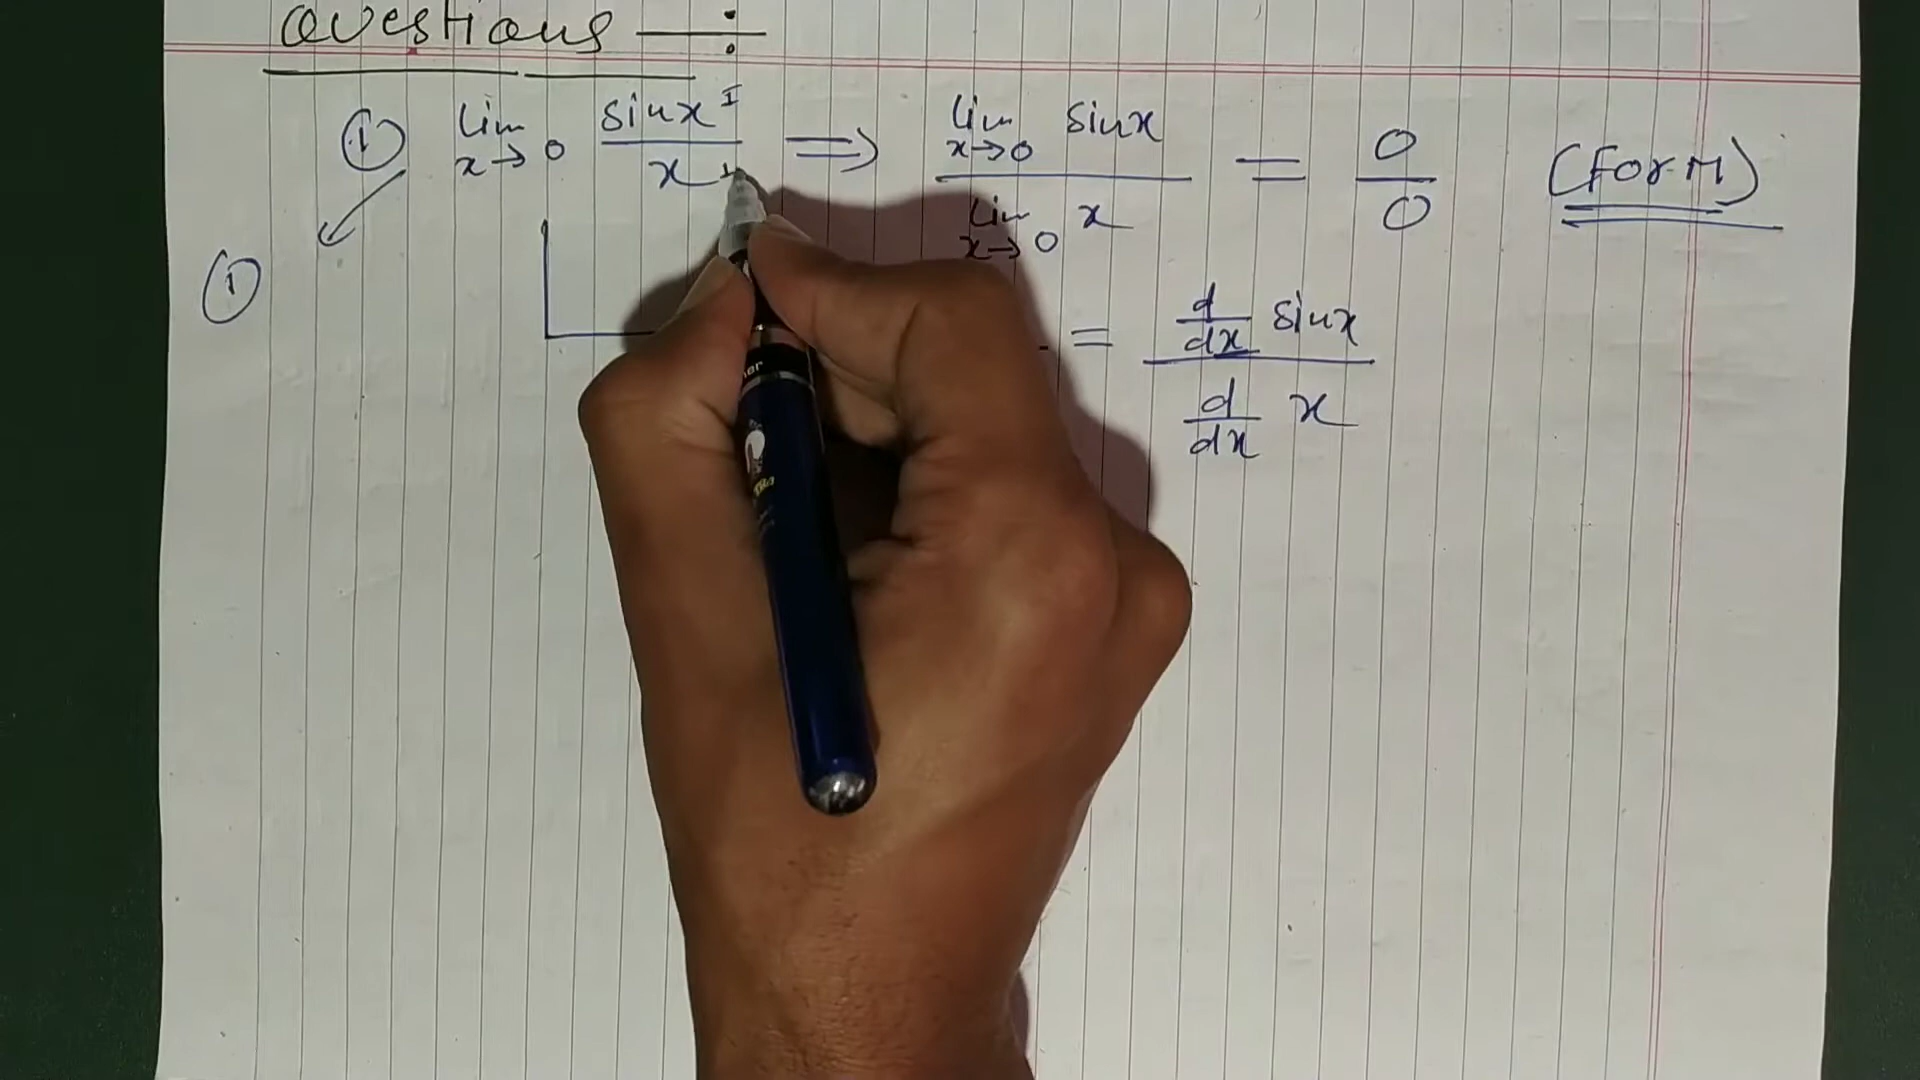 Questions ÷
① lim x→0 sinx^I / x^I ⇒ lim x→0 sinx / lim x→0 x = 0/0 (Form)
①
= d/dx sinx / d/dx x